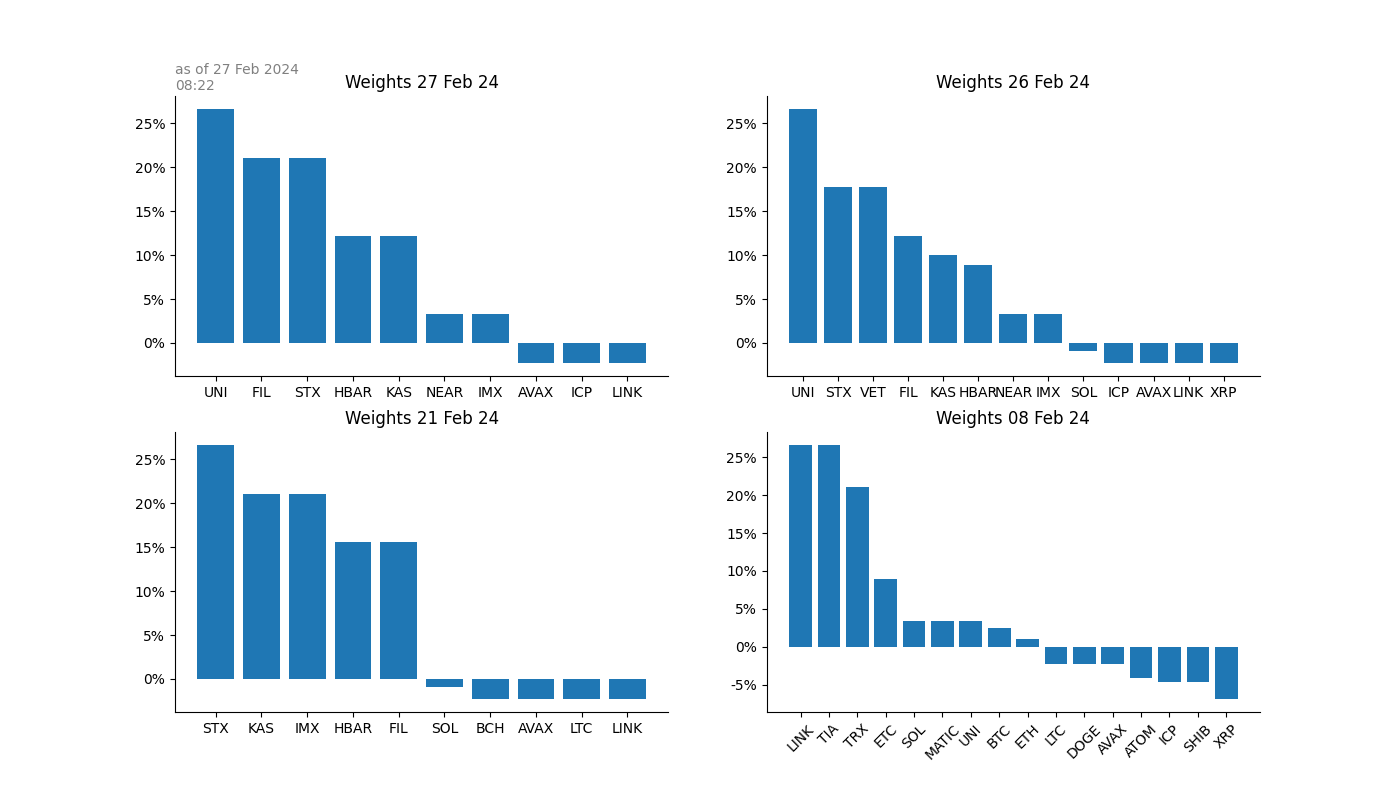 as of 27 Feb 2024
08:22
Weights 27 Feb 24
25%
20%
15%
10%
5%
0%
UNI FIL STX HBAR KAS NEAR IMX AVAX ICP LINK
Weights 26 Feb 24
25%
20%
15%
10%
5%
0%
UNI STX VET FIL KAS HBAR NEAR IMX SOL ICP AVAX LINK XRP
Weights 21 Feb 24
25%
20%
15%
10%
5%
0%
STX KAS IMX HBAR FIL SOL BCH AVAX LTC LINK
Weights 08 Feb 24
25%
20%
15%
10%
5%
0%
-5%
LINK TIA TRX ETC SOL MATIC UNI BTC ETH LTC DOGE AVAX ATOM ICP SHIB XRP